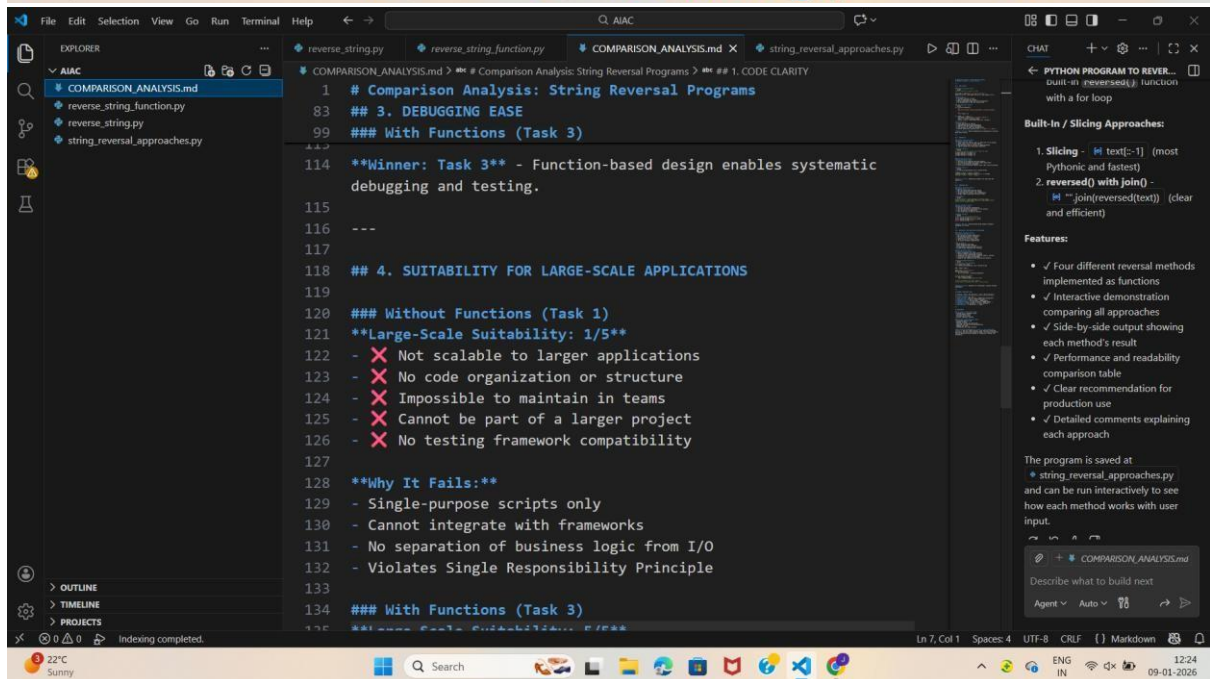 File Edit Selection View Go Run Terminal Help
AIAC
EXPLORER
AIAC
COMPARISON_ANALYSIS.md
reverse_string_function.py
reverse_string.py
string_reversal_approaches.py
OUTLINE
TIMELINE
PROJECTS
reverse_string.py reverse_string_function.py COMPARISON_ANALYSIS.md string_reversal_approaches.py
COMPARISON_ANALYSIS.md > # Comparison Analysis: String Reversal Programs > ## 1. CODE CLARITY
1 # Comparison Analysis: String Reversal Programs
83 ## 3. DEBUGGING EASE
99 ### With Functions (Task 3)
113
114 **Winner: Task 3** - Function-based design enables systematic
debugging and testing.
115
116 ---
117
118 ## 4. SUITABILITY FOR LARGE-SCALE APPLICATIONS
119
120 ### Without Functions (Task 1)
121 **Large-Scale Suitability: 1/5**
122 - ❌ Not scalable to larger applications
123 - ❌ No code organization or structure
124 - ❌ Impossible to maintain in teams
125 - ❌ Cannot be part of a larger project
126 - ❌ No testing framework compatibility
127
128 **Why It Fails:**
129 - Single-purpose scripts only
130 - Cannot integrate with frameworks
131 - No separation of business logic from I/O
132 - Violates Single Responsibility Principle
133
134 ### With Functions (Task 3)
135 **Large-Scale Suitability: 5/5**
CHAT
PYTHON PROGRAM TO REVER...
built-in reversed() function
with a for loop
Built-In / Slicing Approaches:
1. Slicing - text[::-1] (most
Pythonic and fastest)
2. reversed() with join() -
"".join(reversed(text)) (clear
and efficient)
Features:
• ✓ Four different reversal methods
implemented as functions
• ✓ Interactive demonstration
comparing all approaches
• ✓ Side-by-side output showing
each method's result
• ✓ Performance and readability
comparison table
• ✓ Clear recommendation for
production use
• ✓ Detailed comments explaining
each approach
The program is saved at
string_reversal_approaches.py
and can be run interactively to see
how each method works with user
input.
COMPARISON_ANALYSIS.md
Describe what to build next
Agent Auto
0 0 Indexing completed.
Ln 7, Col 1 Spaces: 4 UTF-8 CRLF {} Markdown
3
22°C
Sunny
Search
ENG
IN
12:24
09-01-2026